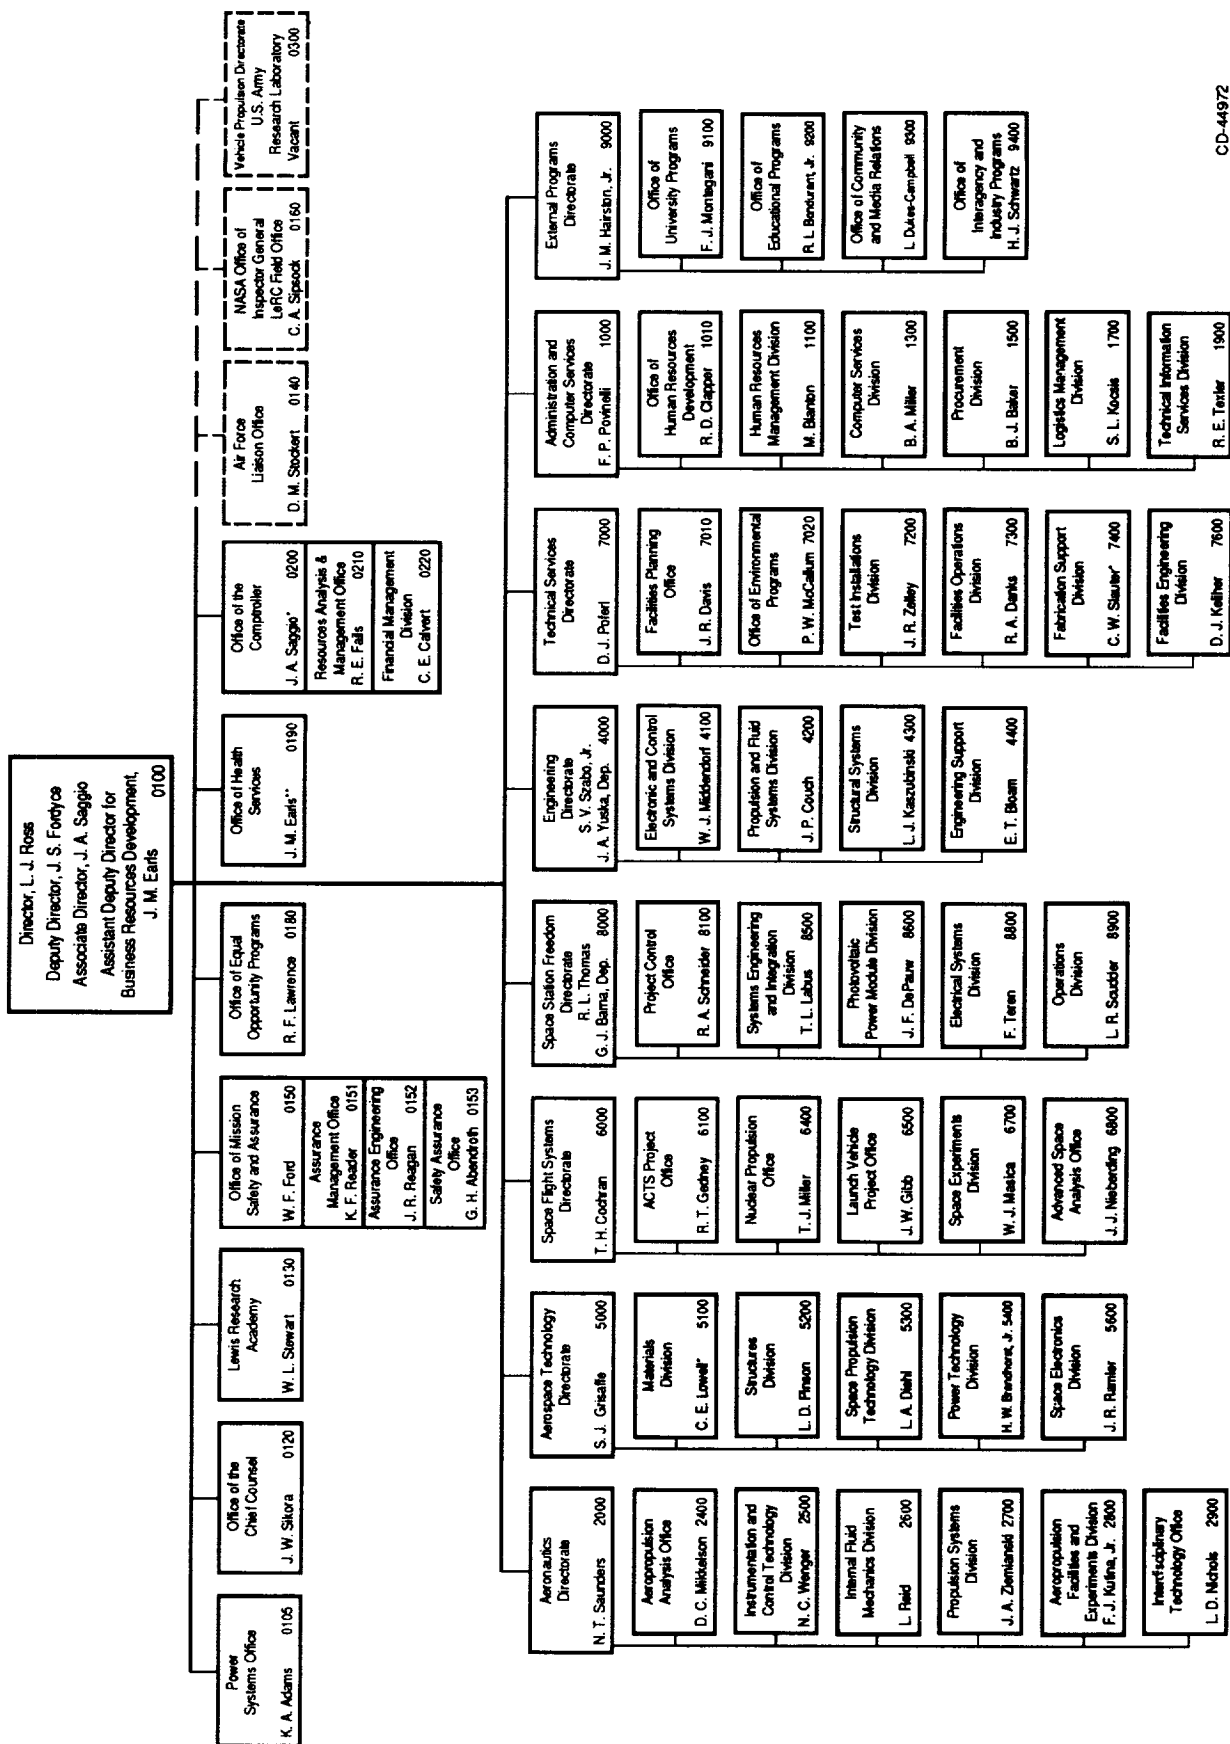 Director, L. J. Ross
Deputy Director, J. S. Fordyce
Associate Director, J. A. Saggio
Assistant Deputy Director for
Business Resources Development,
J. M. Earls 0100
Power
Systems Office
K. A. Adams 0105
Office of the
Chief Counsel
J. W. Sikora 0120
Lewis Research
Academy
W. L. Stewart 0130
Office of Mission
Safety and Assurance
W. F. Ford 0150
Assurance
Management Office
K. F. Reader 0151
Assurance Engineering
Office
J. R. Reagan 0152
Safety Assurance
Office
G. H. Abendroth 0153
Office of Equal
Opportunity Programs
R. F. Lawrence 0180
Office of Health
Services
J. M. Earls** 0190
Office of the
Comptroller
J. A. Saggio* 0200
Resources Analysis &
Management Office
R. E. Falls 0210
Financial Management
Division
C. E. Calvert 0220
Air Force
Liaison Office
D. M. Stockert 0140
NASA Office of
Inspector General
LeRC Field Office
C. A. Sipsock 0160
Vehicle Propulsion Directorate
U.S. Army
Research Laboratory
Vacant 0300
Aeronautics
Directorate
N. T. Saunders 2000
Aeropropulsion
Analysis Office
D. C. Mikkelson 2400
Instrumentation and
Control Technology
Division
N. C. Wenger 2500
Internal Fluid
Mechanics Division
L. Reid 2600
Propulsion Systems
Division
J. A. Ziemianski 2700
Aeropropulsion
Facilities and
Experiments Division
F. J. Kutina, Jr. 2800
Interdisciplinary
Technology Office
L. D. Nichols 2900
Aerospace Technology
Directorate
S. J. Grisaffe 5000
Materials
Division
C. E. Lowell* 5100
Structures
Division
L. D. Pinson 5200
Space Propulsion
Technology Division
L. A. Diehl 5300
Power Technology
Division
H. W. Brandhorst, Jr. 5400
Space Electronics
Division
J. R. Ramler 5600
Space Flight Systems
Directorate
T. H. Cochran 6000
ACTS Project
Office
R. T. Gedney 6100
Nuclear Propulsion
Office
T. J. Miller 6400
Launch Vehicle
Project Office
J. W. Gibb 6500
Space Experiments
Division
W. J. Masica 6700
Advanced Space
Analysis Office
J. J. Nieberding 6800
Space Station Freedom
Directorate
R. L. Thomas
G. J. Barna, Dep. 8000
Project Control
Office
R. A. Schneider 8100
Systems Engineering
and Integration
Division
T. L. Labus 8500
Photovoltaic
Power Module Division
J. F. DePauw 8600
Electrical Systems
Division
F. Teren 8800
Operations
Division
L. R. Scudder 8900
Engineering
Directorate
S. V. Szabo, Jr.
J. A. Yuska, Dep. 4000
Electronic and Control
Systems Division
W. J. Middendorf 4100
Propulsion and Fluid
Systems Division
J. P. Couch 4200
Structural Systems
Division
L. J. Kaszubinski 4300
Engineering Support
Division
E. T. Bloam 4400
Technical Services
Directorate
D. J. Poferl 7000
Facilities Planning
Office
J. R. Davis 7010
Office of Environmental
Programs
P. W. McCallum 7020
Test Installations
Division
J. R. Zelley 7200
Facilities Operations
Division
R. A. Danks 7300
Fabrication Support
Division
C. W. Slauter* 7400
Facilities Engineering
Division
D. J. Keliher 7600
Administration and
Computer Services
Directorate
F. P. Povinelli 1000
Office of
Human Resources
Development
R. D. Clapper 1010
Human Resources
Management Division
M. Blanton 1100
Computer Services
Division
B. A. Miller 1300
Procurement
Division
B. J. Baker 1500
Logistics Management
Division
S. L. Kocsis 1700
Technical Information
Services Division
R. E. Texler 1900
External Programs
Directorate
J. M. Hairston, Jr. 9000
Office of
University Programs
F. J. Montegani 9100
Office of
Educational Programs
R. L. Bondurant, Jr. 9200
Office of Community
and Media Relations
L. Dukes-Campbell 9300
Office of
Interagency and
Industry Programs
H. J. Schwartz 9400
CD-44972